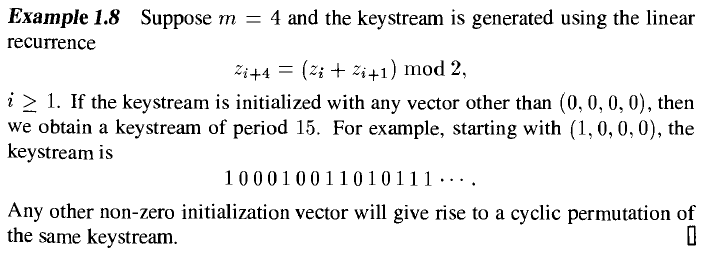 Example 1.8 Suppose m = 4 and the keystream is generated using the linear
recurrence
z_{i+4} = (z_i + z_{i+1}) mod 2,
i ≥ 1. If the keystream is initialized with any vector other than (0, 0, 0, 0), then
we obtain a keystream of period 15. For example, starting with (1, 0, 0, 0), the
keystream is
1 0 0 0 1 0 0 1 1 0 1 0 1 1 1 ⋯ .
Any other non-zero initialization vector will give rise to a cyclic permutation of
the same keystream. ▯